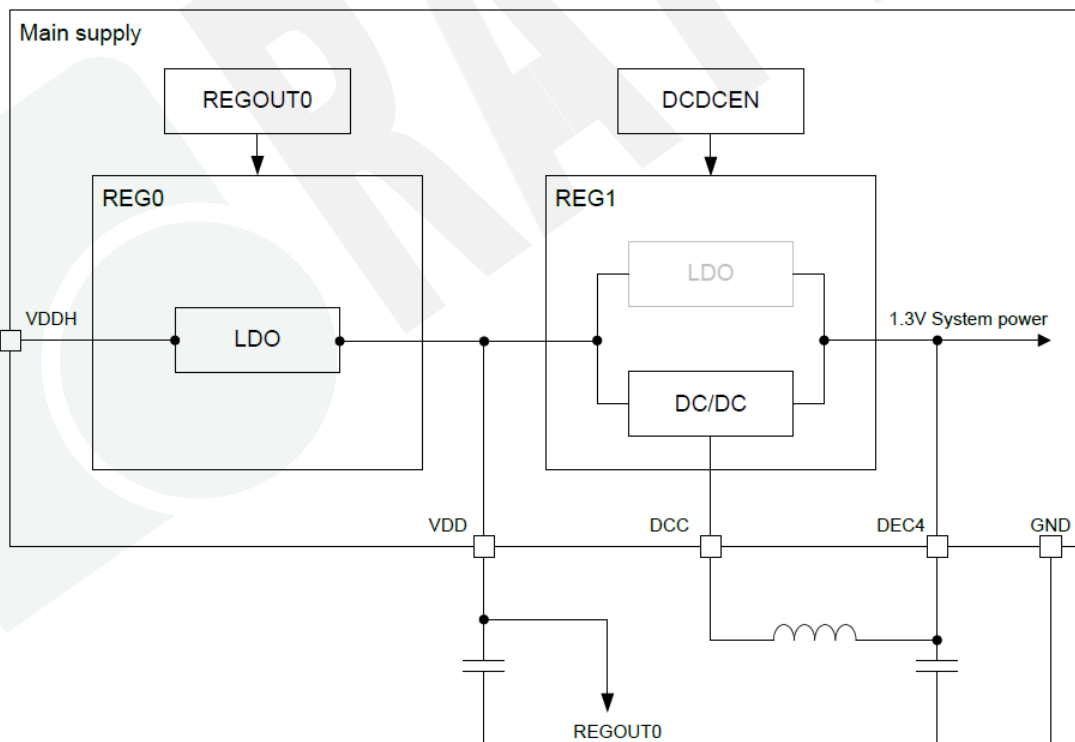 Main supply
REGOUT0
DCDCEN
REG0
REG1
LDO
VDDH
LDO
1.3V System power
DC/DC
VDD
DCC
DEC4
GND
REGOUT0